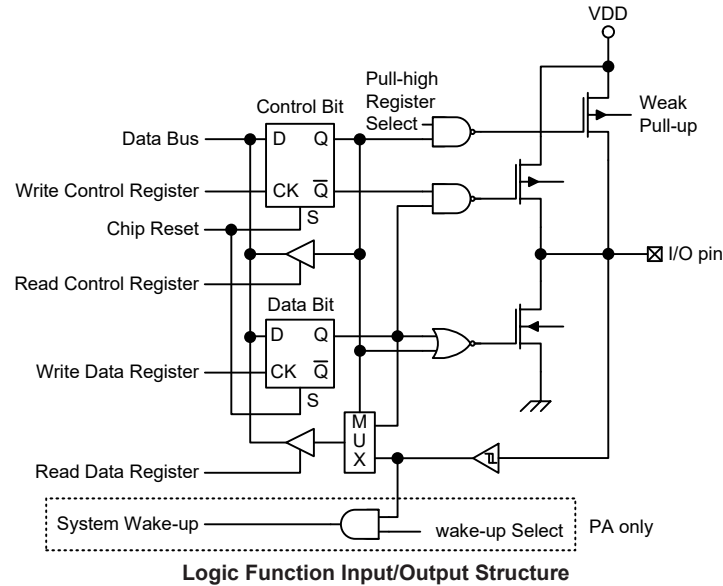 VDD
Pull-high
Register
Select
Control Bit
Weak
Pull-up
Data Bus
D Q
Write Control Register
CK Q
S
Chip Reset
I/O pin
Read Control Register
Data Bit
D Q
Write Data Register
CK Q
S
M
U
X
Read Data Register
System Wake-up
wake-up Select
PA only
Logic Function Input/Output Structure